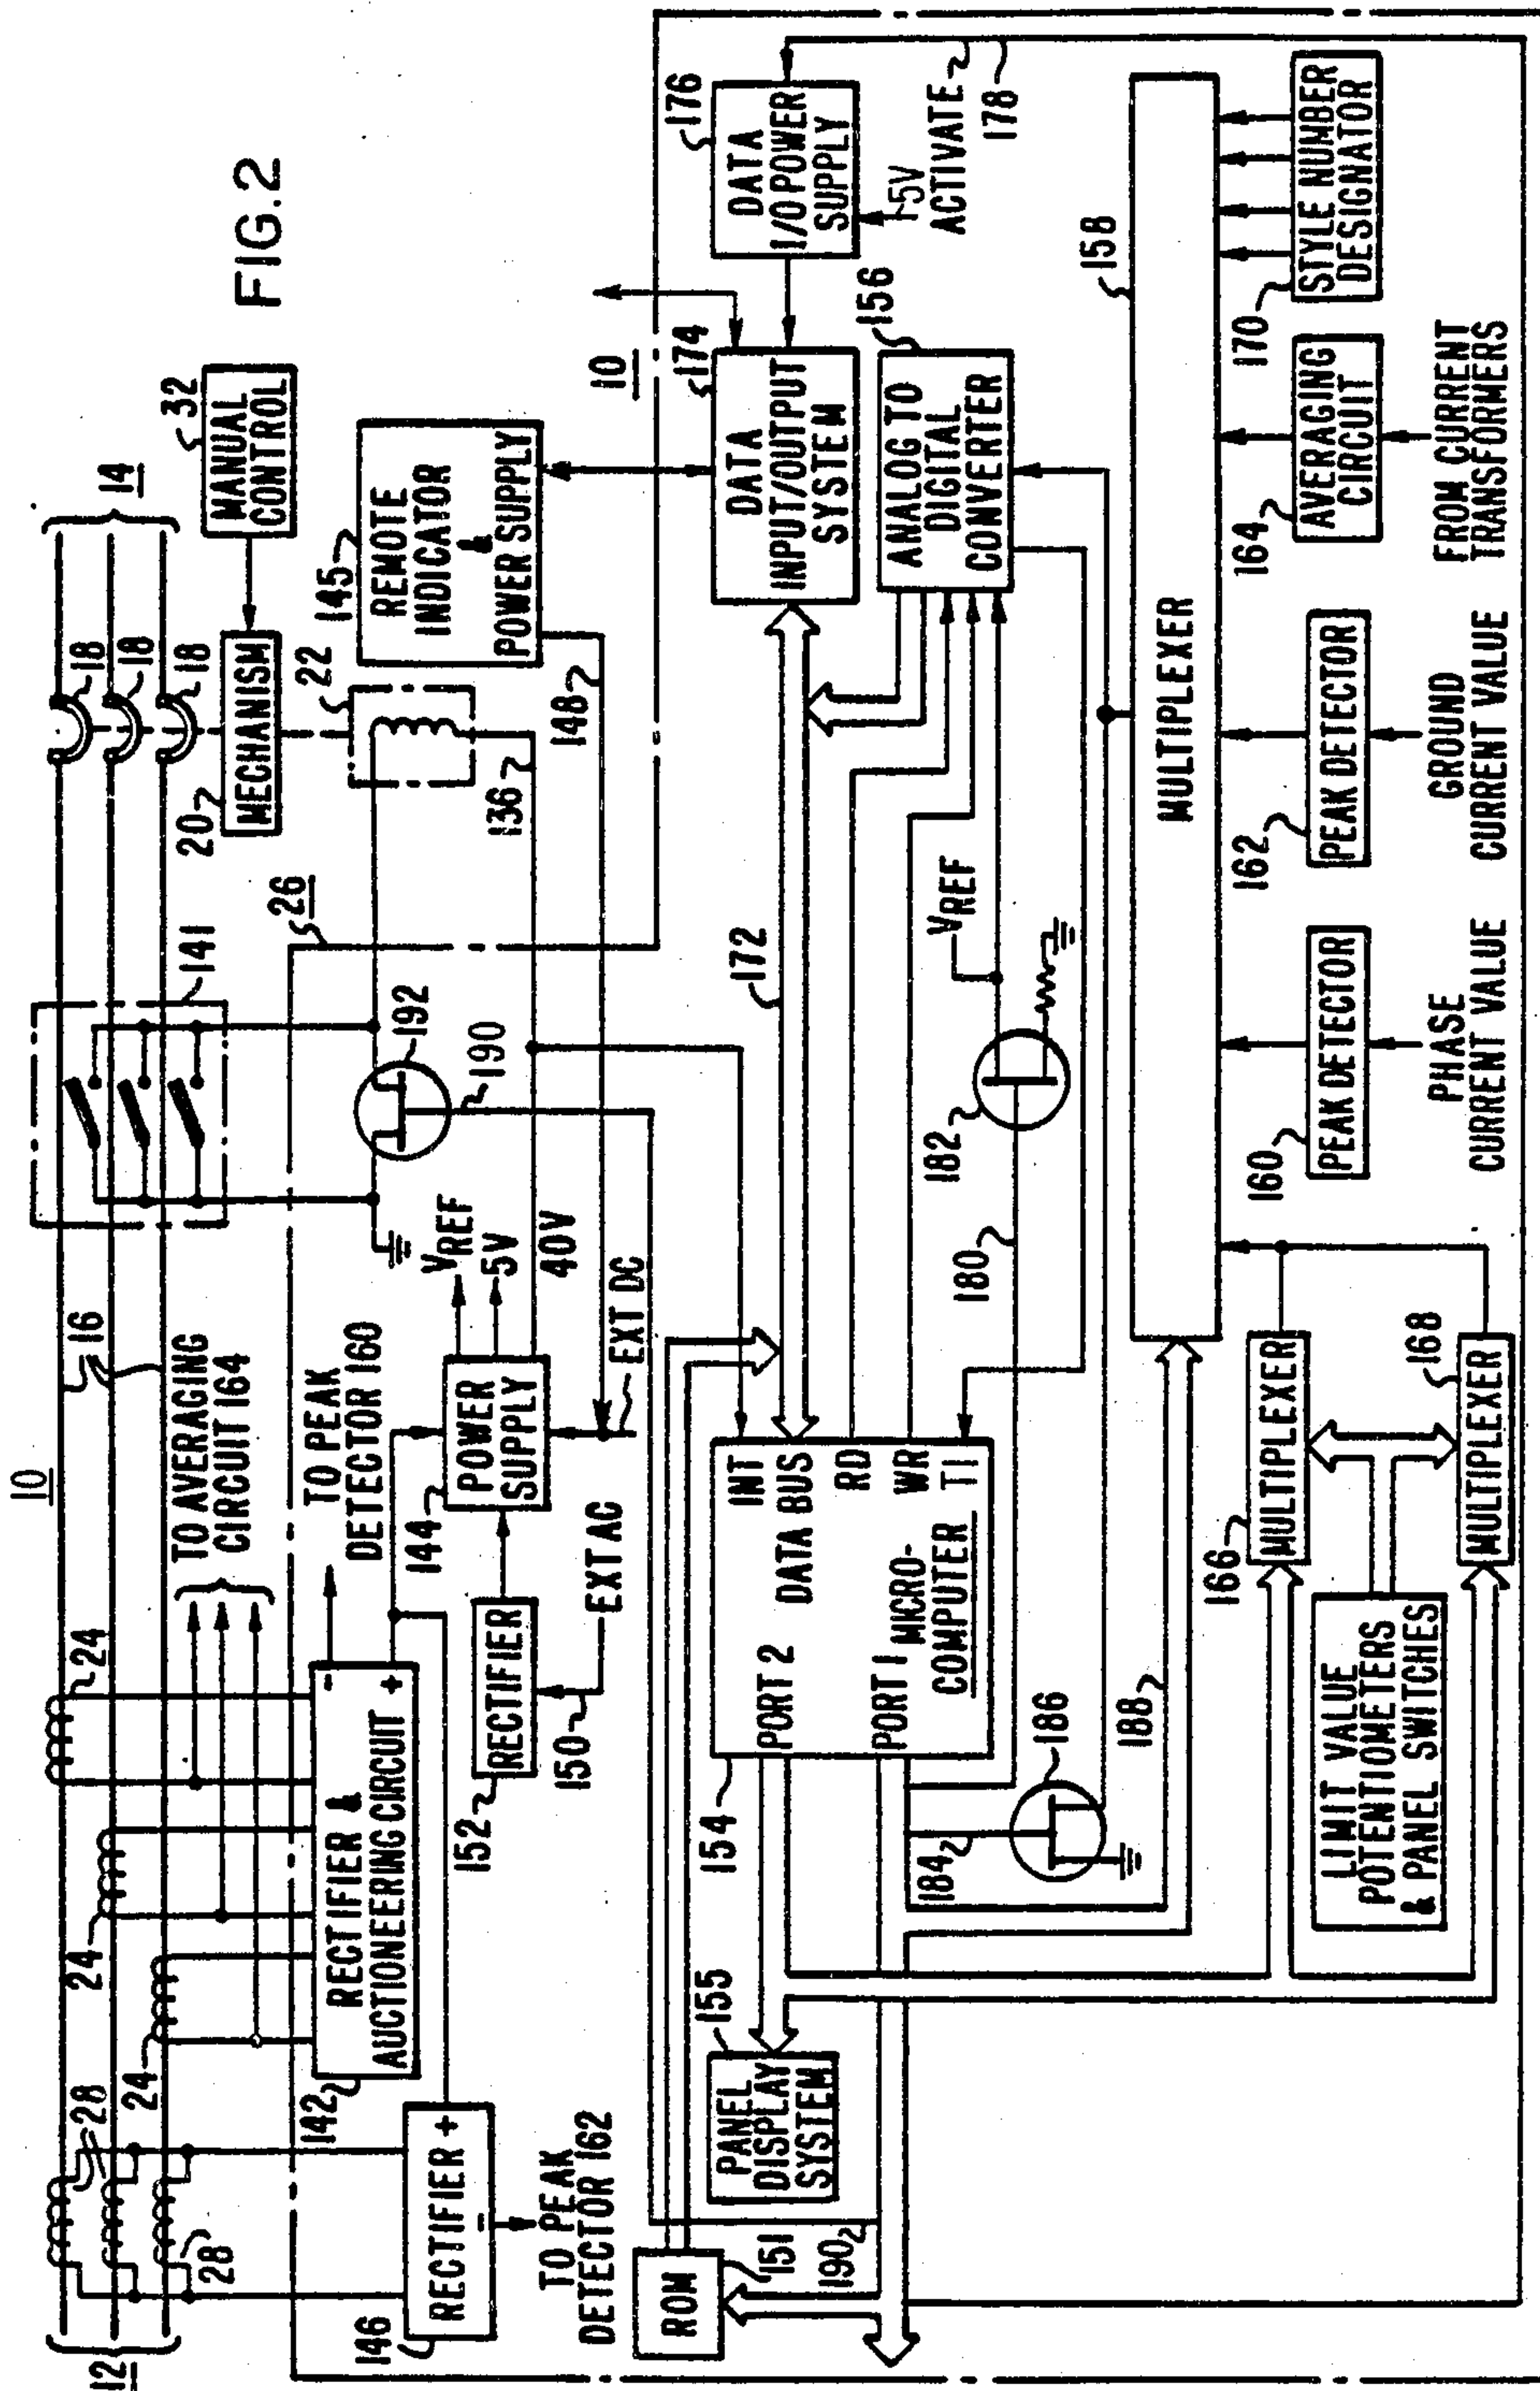 FIG.2
10
12
28
28
24
24
24
TO AVERAGING
CIRCUIT 164
16
141
18
18
18
14
20
MECHANISM
MANUAL
CONTROL
32
22
142
RECTIFIER &
AUCTIONEERING CIRCUIT
-
+
TO PEAK
DETECTOR 160
146
RECTIFIER +
-
TO PEAK
DETECTOR 162
152
RECTIFIER
150
EXT AC
144
POWER
SUPPLY
VREF
5V
40V
EXT DC
26
192
190
136
148
145
REMOTE
INDICATOR
&
POWER SUPPLY
10
ROM
151
190
PANEL
DISPLAY
SYSTEM
155
154
PORT 2
PORT 1
INT
DATA BUS
RD
WR
T1
MICRO-
COMPUTER
172
174
DATA
INPUT/OUTPUT
SYSTEM
176
DATA
I/O POWER
SUPPLY
+5V
ACTIVATE
178
156
ANALOG TO
DIGITAL
CONVERTER
VREF
182
180
184
186
188
158
MULTIPLEXER
166
MULTIPLEXER
168
MULTIPLEXER
LIMIT VALUE
POTENTIOMETERS
& PANEL SWITCHES
160
PEAK DETECTOR
PHASE
CURRENT VALUE
162
PEAK DETECTOR
GROUND
CURRENT VALUE
164
AVERAGING
CIRCUIT
FROM CURRENT
TRANSFORMERS
170
STYLE NUMBER
DESIGNATOR